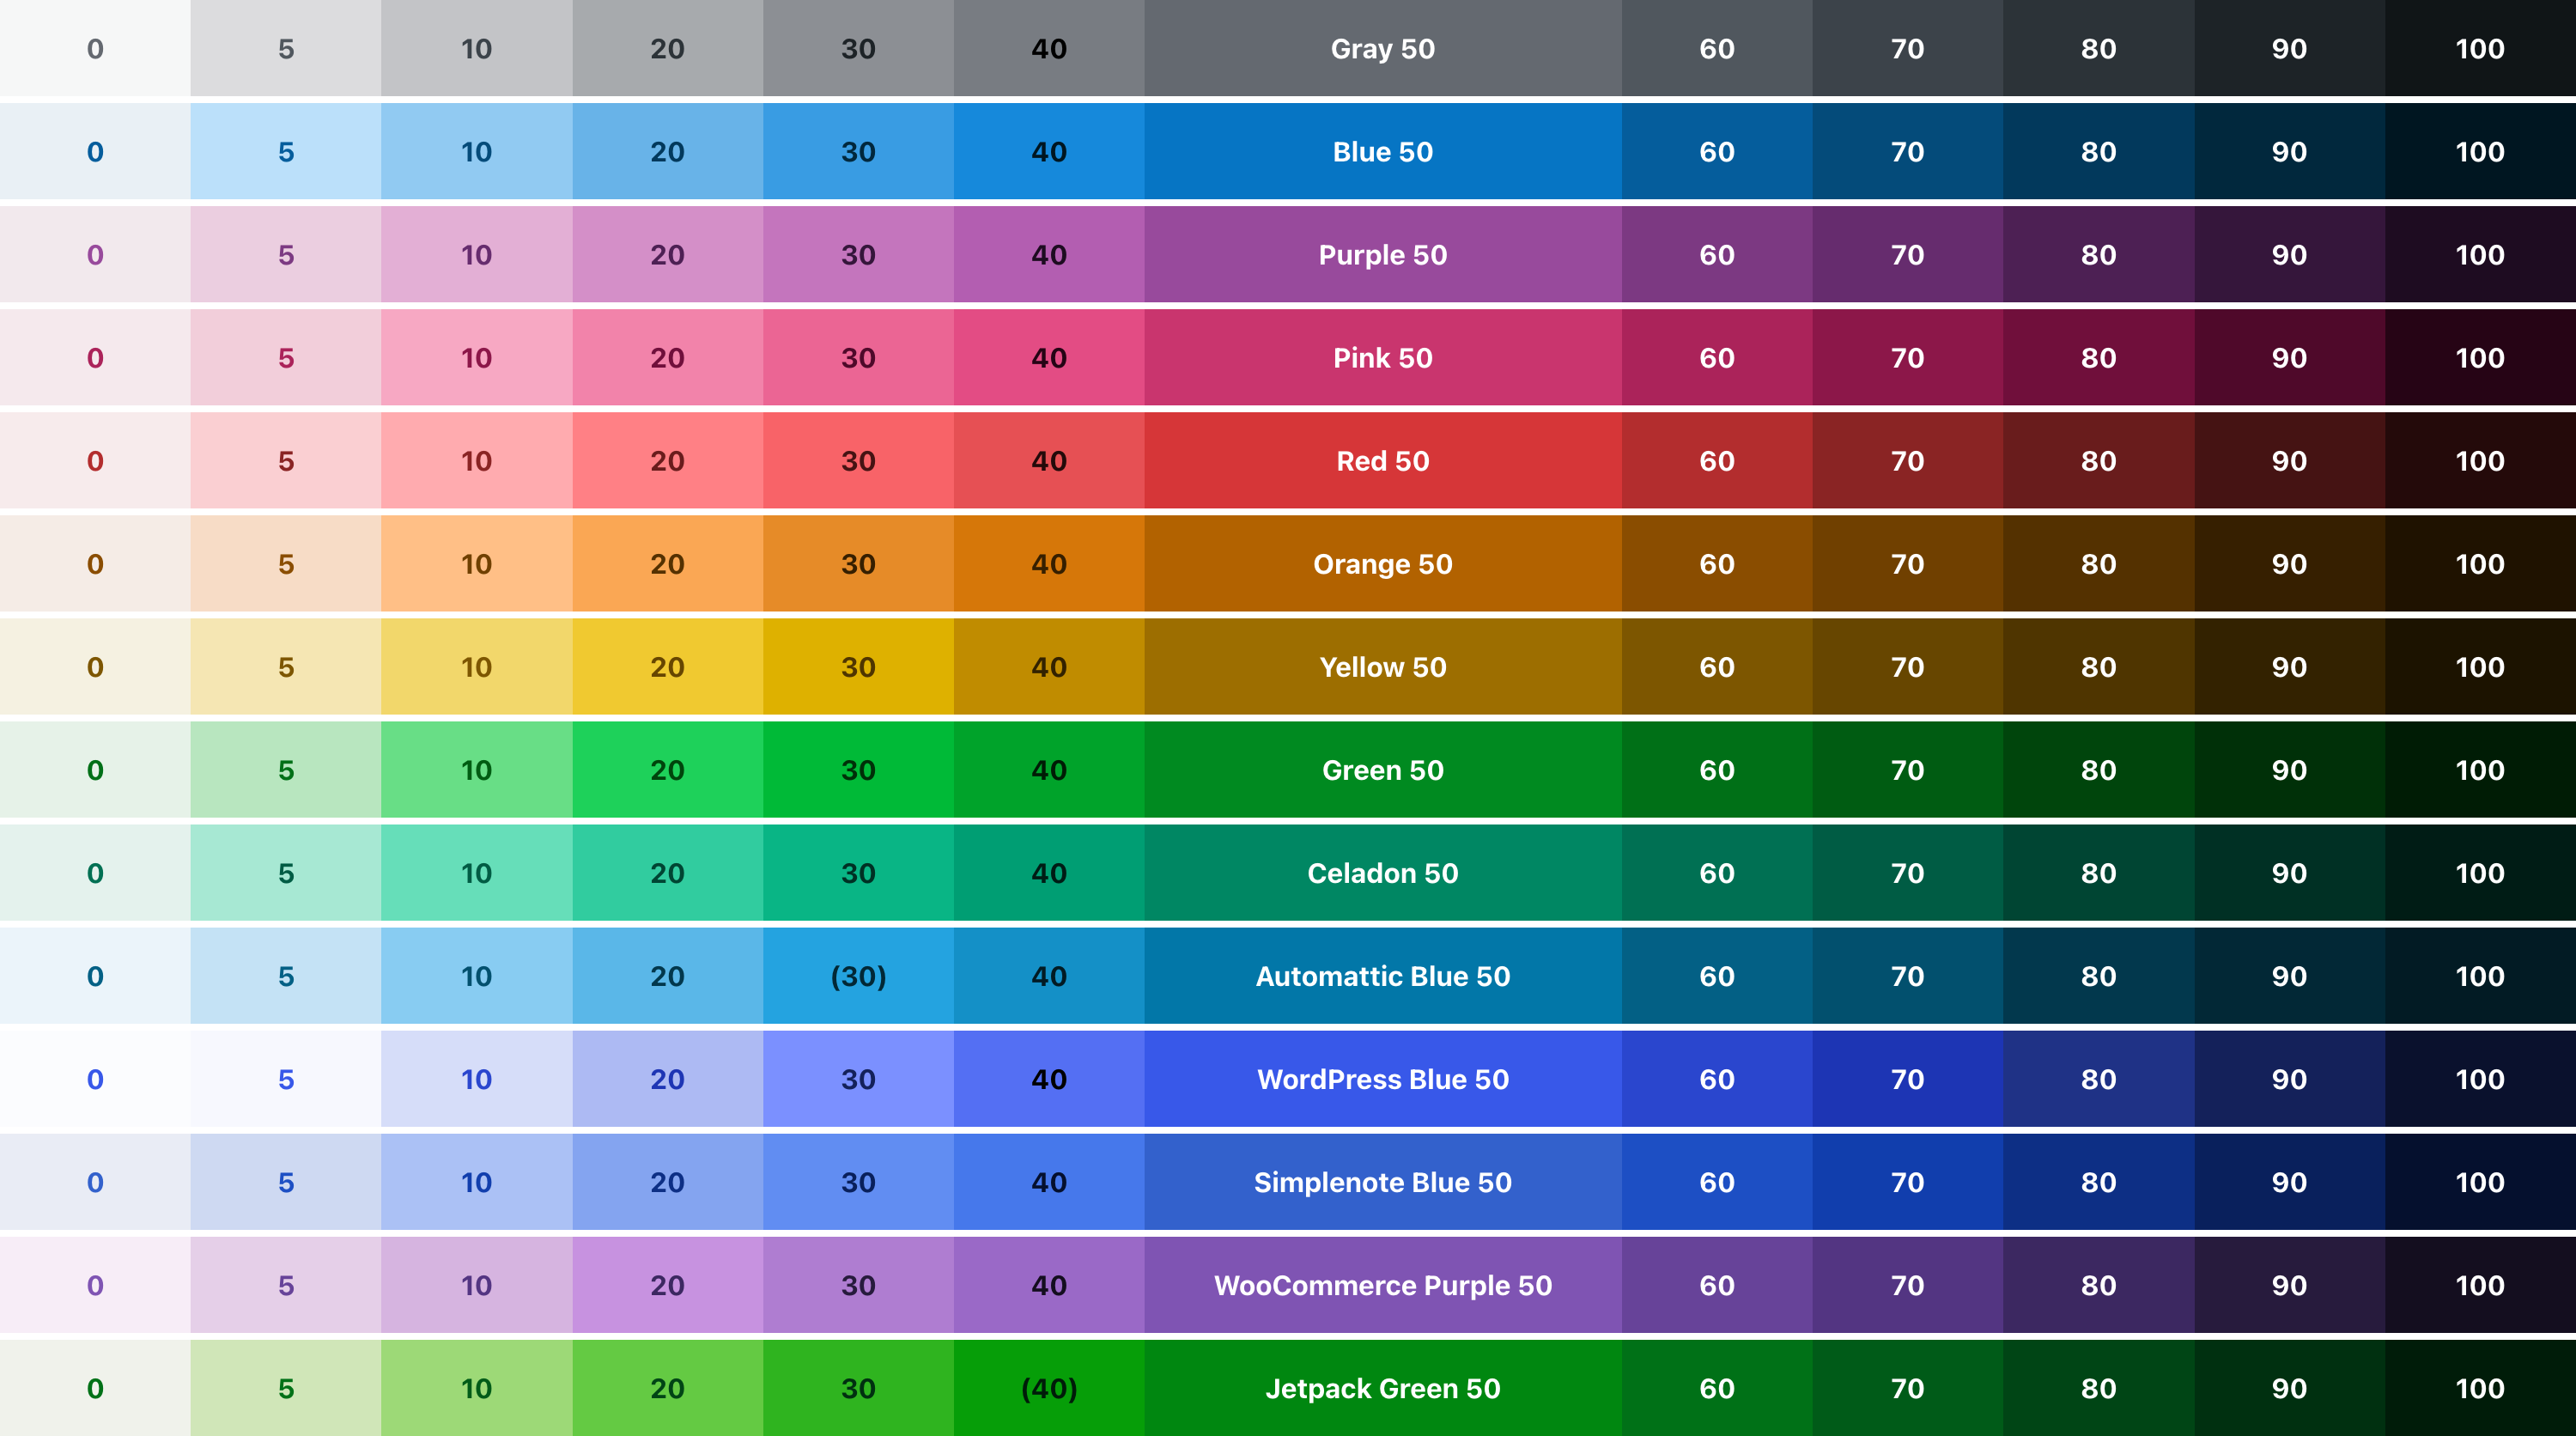 0 5 10 20 30 40 Gray 50 60 70 80 90 100
0 5 10 20 30 40 Blue 50 60 70 80 90 100
0 5 10 20 30 40 Purple 50 60 70 80 90 100
0 5 10 20 30 40 Pink 50 60 70 80 90 100
0 5 10 20 30 40 Red 50 60 70 80 90 100
0 5 10 20 30 40 Orange 50 60 70 80 90 100
0 5 10 20 30 40 Yellow 50 60 70 80 90 100
0 5 10 20 30 40 Green 50 60 70 80 90 100
0 5 10 20 30 40 Celadon 50 60 70 80 90 100
0 5 10 20 (30) 40 Automattic Blue 50 60 70 80 90 100
0 5 10 20 30 40 WordPress Blue 50 60 70 80 90 100
0 5 10 20 30 40 Simplenote Blue 50 60 70 80 90 100
0 5 10 20 30 40 WooCommerce Purple 50 60 70 80 90 100
0 5 10 20 30 (40) Jetpack Green 50 60 70 80 90 100